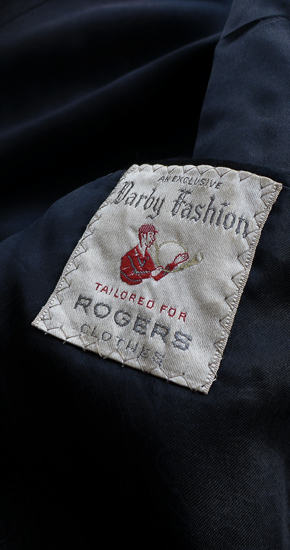 AN EXCLUSIVE
Darby Fashion
TAILORED FOR
ROGERS
CLOTHES